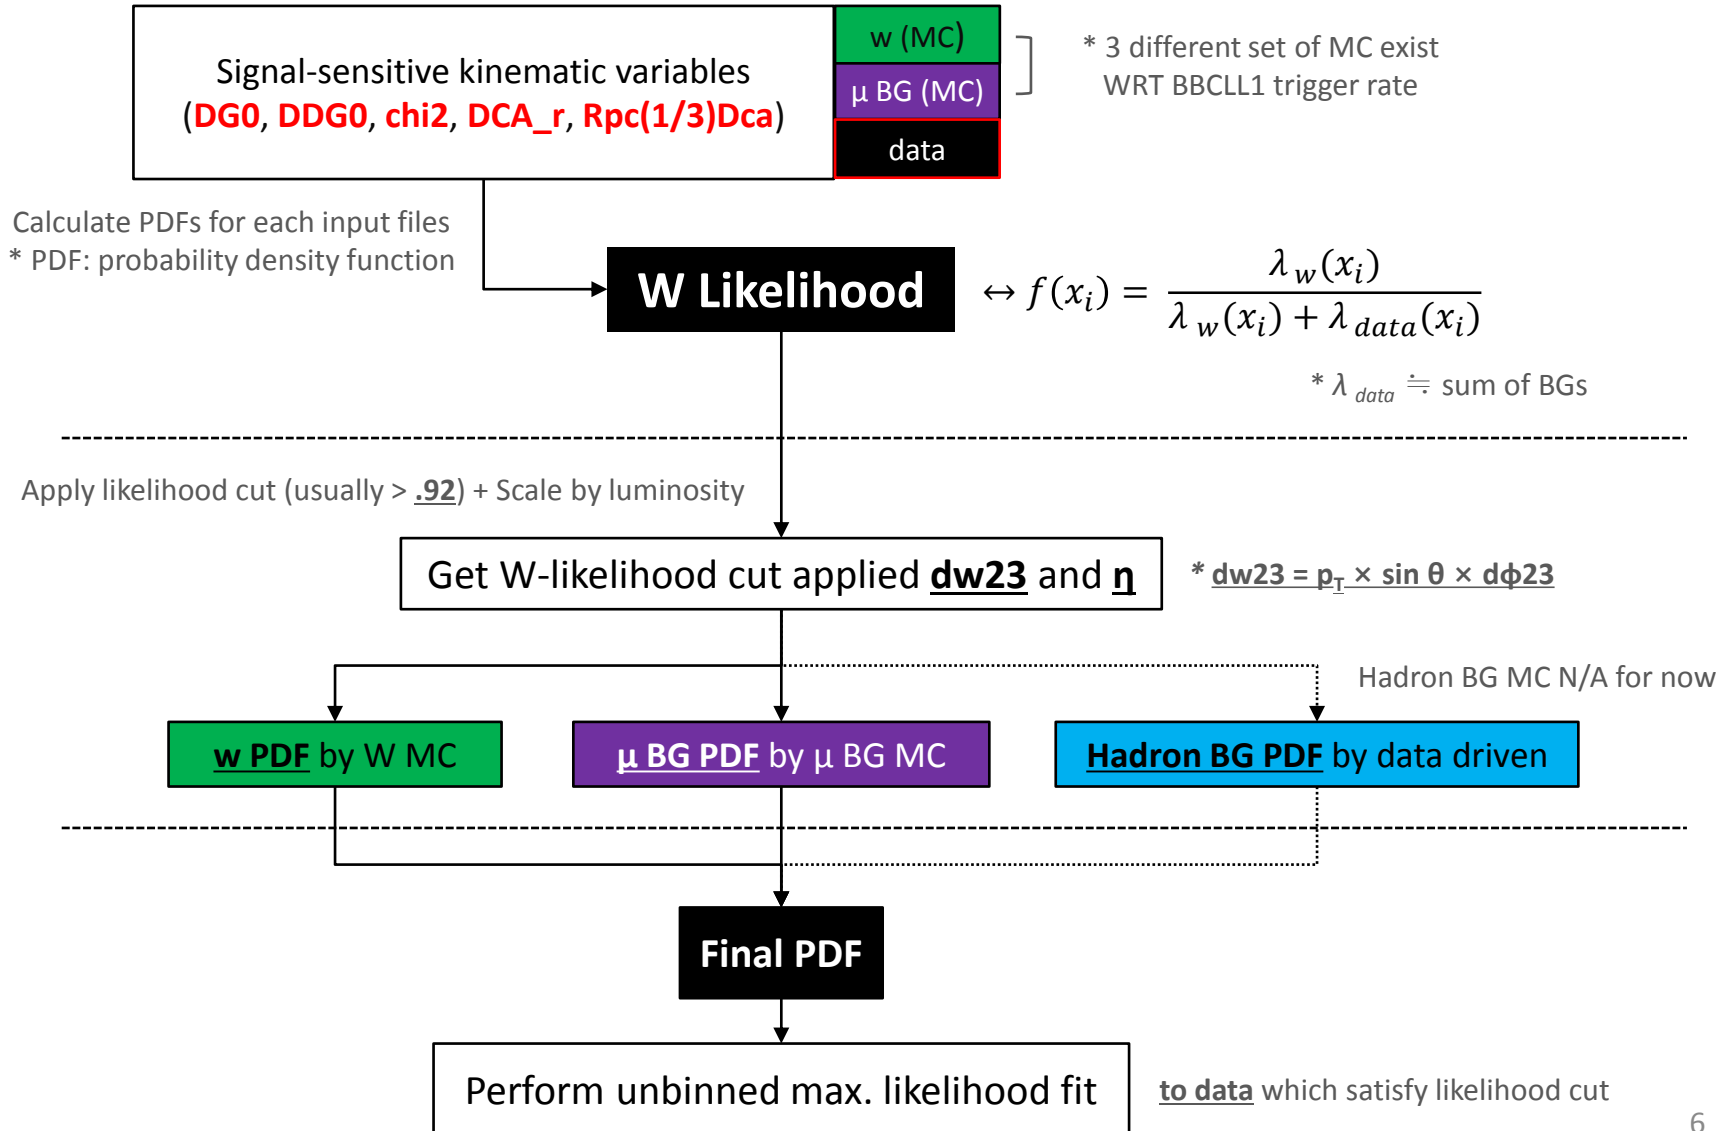 Signal-sensitive kinematic variables
(DG0, DDG0, chi2, DCA_r, Rpc(1/3)Dca)
w (MC)
μ BG (MC)
data
* 3 different set of MC exist
WRT BBCLL1 trigger rate
Calculate PDFs for each input files
* PDF: probability density function
W Likelihood
↔ f(x_i) = λ_w(x_i) / (λ_w(x_i) + λ_data(x_i))
* λ_data ≒ sum of BGs
Apply likelihood cut (usually > .92) + Scale by luminosity
Get W-likelihood cut applied dw23 and η
* dw23 = p_T × sin θ × dϕ23
Hadron BG MC N/A for now
w PDF by W MC
μ BG PDF by μ BG MC
Hadron BG PDF by data driven
Final PDF
Perform unbinned max. likelihood fit
to data which satisfy likelihood cut
6